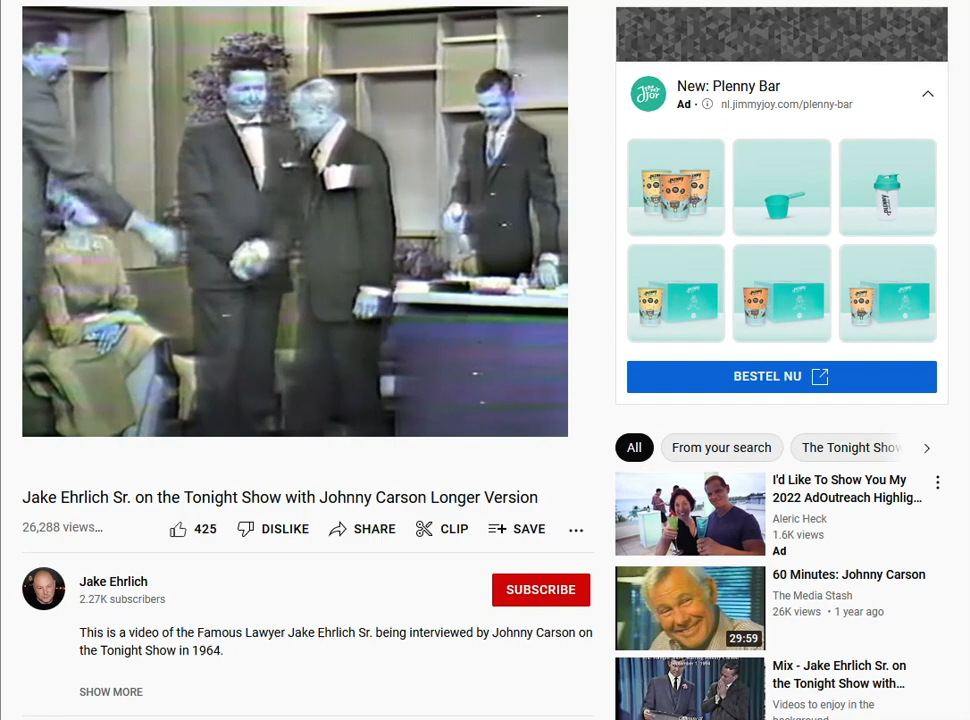 New: Plenny Bar
Ad · nl.jimmyjoy.com/plenny-bar
BESTEL NU
Jake Ehrlich Sr. on the Tonight Show with Johnny Carson Longer Version
26,288 views...
425 DISLIKE SHARE CLIP SAVE ...
Jake Ehrlich
2.27K subscribers
SUBSCRIBE
This is a video of the Famous Lawyer Jake Ehrlich Sr. being interviewed by Johnny Carson on
the Tonight Show in 1964.
SHOW MORE
All From your search The Tonight Show
I'd Like To Show You My
2022 AdOutreach Highlig...
Aleric Heck
1.6K views
Ad
60 Minutes: Johnny Carson
The Media Stash
26K views • 1 year ago
29:59
Mix - Jake Ehrlich Sr. on
the Tonight Show with...
Videos to enjoy in the
background